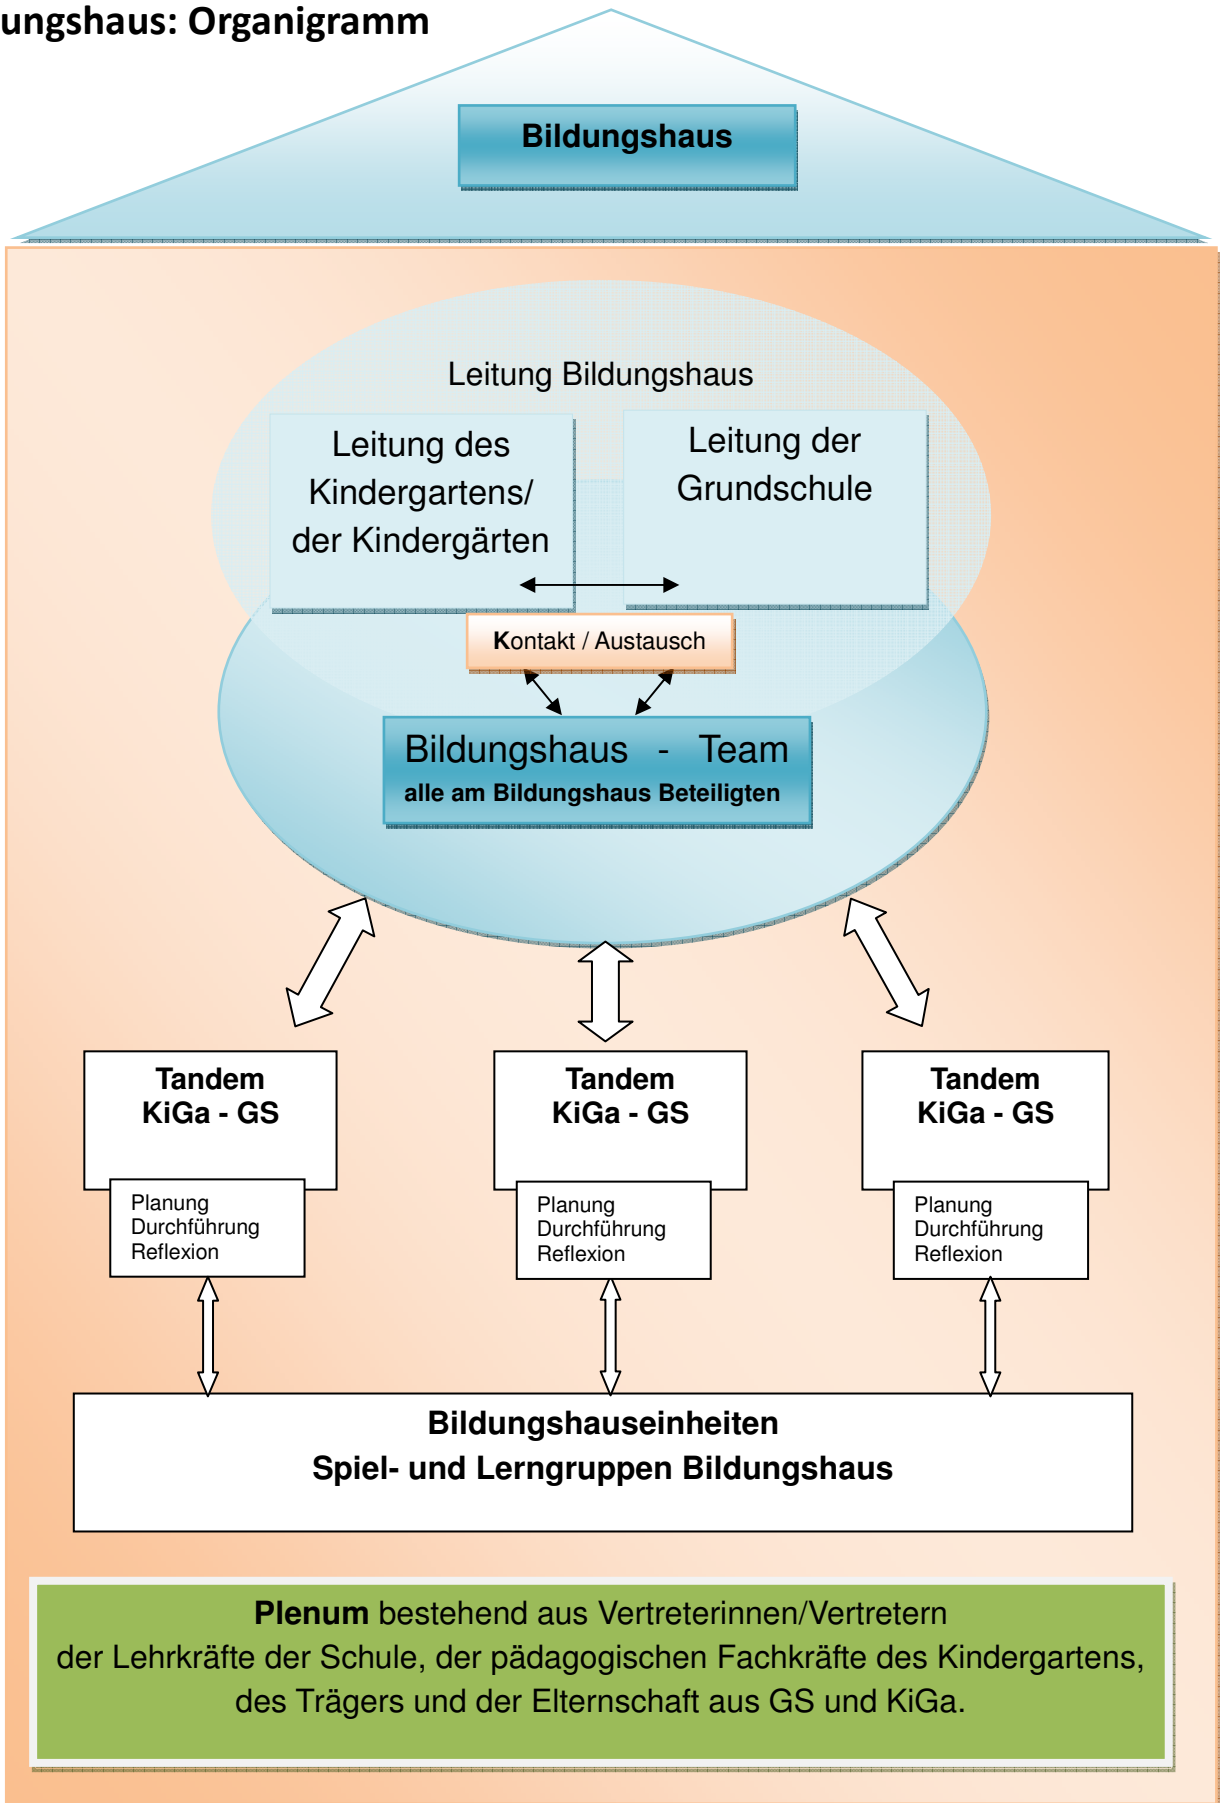 ungshaus: Organigramm
Bildungshaus
Leitung Bildungshaus
Leitung des
Kindergartens/
der Kindergärten
Leitung der
Grundschule
Kontakt / Austausch
Bildungshaus - Team
alle am Bildungshaus Beteiligten
Tandem
KiGa - GS
Planung
Durchführung
Reflexion
Tandem
KiGa - GS
Planung
Durchführung
Reflexion
Tandem
KiGa - GS
Planung
Durchführung
Reflexion
Bildungshauseinheiten
Spiel- und Lerngruppen Bildungshaus
Plenum bestehend aus Vertreterinnen/Vertretern
der Lehrkräfte der Schule, der pädagogischen Fachkräfte des Kindergartens,
des Trägers und der Elternschaft aus GS und KiGa.